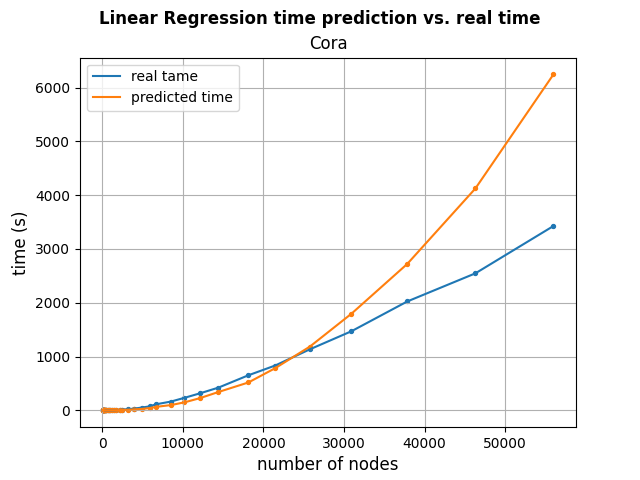 Linear Regression time prediction vs. real time
Cora
real tame
predicted time
time (s)
6000
5000
4000
3000
2000
1000
0
0 10000 20000 30000 40000 50000
number of nodes